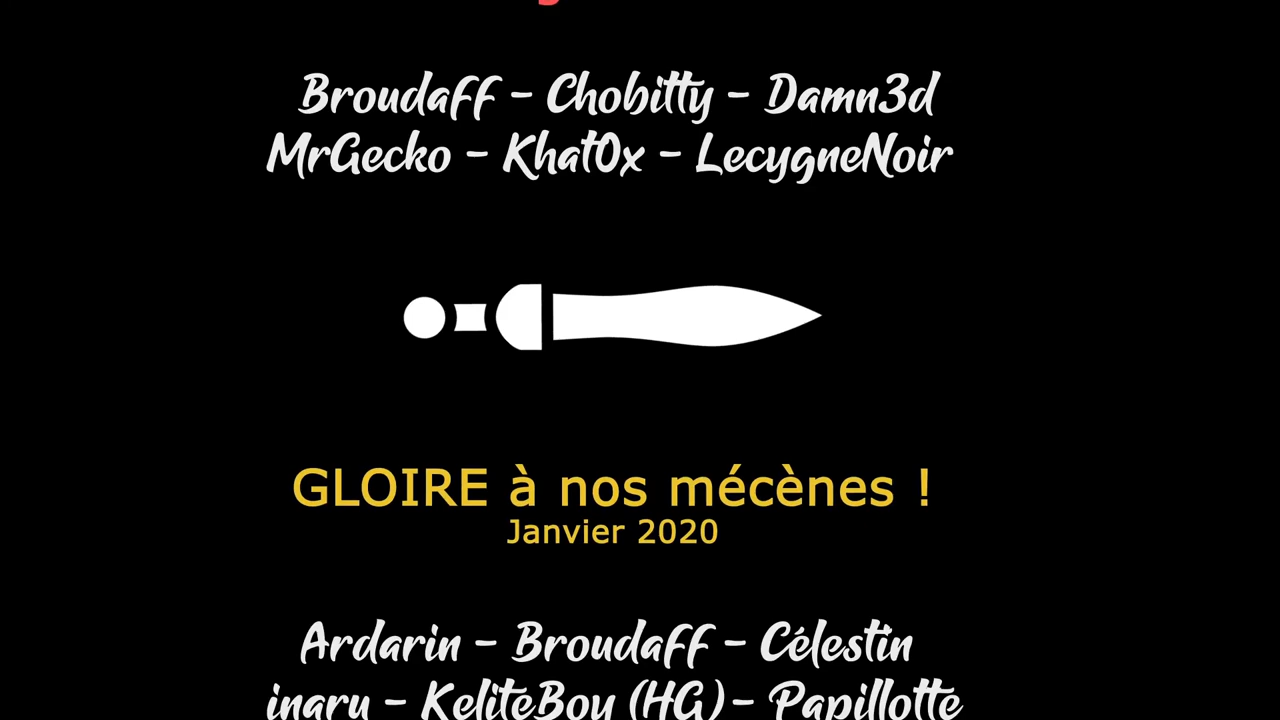 Broudaff - Chobitty - Damn3d
MrGecko - Khat0x - LecygneNoir
GLOIRE à nos mécènes !
Janvier 2020
Ardarin - Broudaff - Célestin
inaru - KeliteBoy (HG) - Papillotte